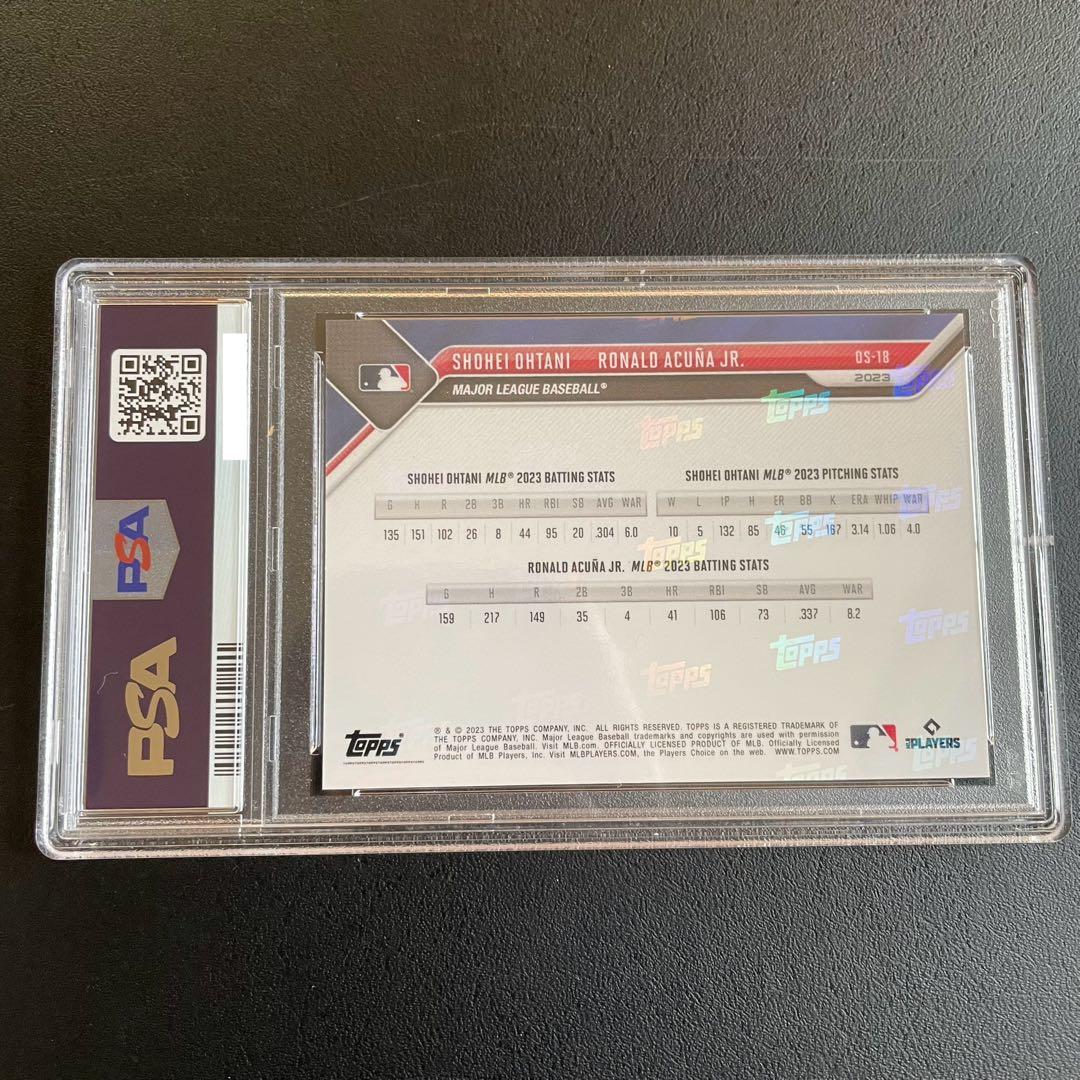 SHOHEI OHTANI RONALD ACUÑA JR. OS-18
MAJOR LEAGUE BASEBALL® 2023
SHOHEI OHTANI MLB® 2023 BATTING STATS
G H R 2B 3B HR RBI SB AVG WAR
135 151 102 26 8 44 95 20 .304 6.0
SHOHEI OHTANI MLB® 2023 PITCHING STATS
W L IP H ER BB K ERA WHIP WAR
10 5 132 85 46 55 167 3.14 1.06 4.0
RONALD ACUÑA JR. MLB® 2023 BATTING STATS
G H R 2B 3B HR RBI SB AVG WAR
159 217 149 35 4 41 106 73 .337 8.2
topps
® & © 2023 THE TOPPS COMPANY, INC. ALL RIGHTS RESERVED. TOPPS IS A REGISTERED TRADEMARK OF
THE TOPPS COMPANY, INC. Major League Baseball trademarks and copyrights are used with permission
of Major League Baseball. Visit MLB.com. OFFICIALLY LICENSED PRODUCT OF MLB. Officially Licensed
Product of MLB Players, Inc. Visit MLBPLAYERS.COM, the Players Choice on the web. WWW.TOPPS.COM
PLAYERS
topps
topps
topps
topps
topps
topps
topps
PSA
PSA